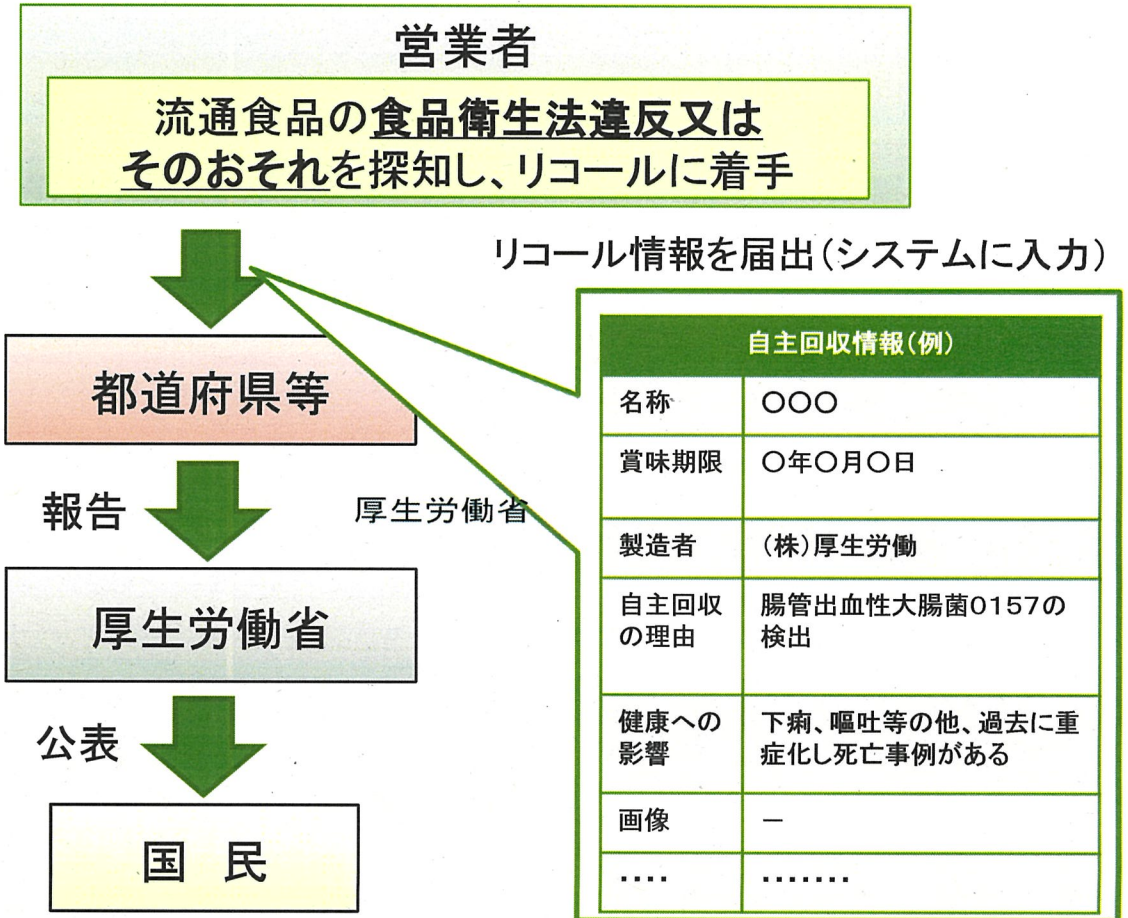 営業者
流通食品の食品衛生法違反又は
そのおそれを探知し、リコールに着手
リコール情報を届出(システムに入力)
都道府県等
報告
厚生労働省
厚生労働省
公表
国 民
自主回収情報(例)
名称 〇〇〇
賞味期限 〇年〇月〇日
製造者 (株)厚生労働
自主回収
の理由
腸管出血性大腸菌O157の
検出
健康への
影響
下痢、嘔吐等の他、過去に重
症化し死亡事例がある
画像 －
‥‥ ‥‥‥‥